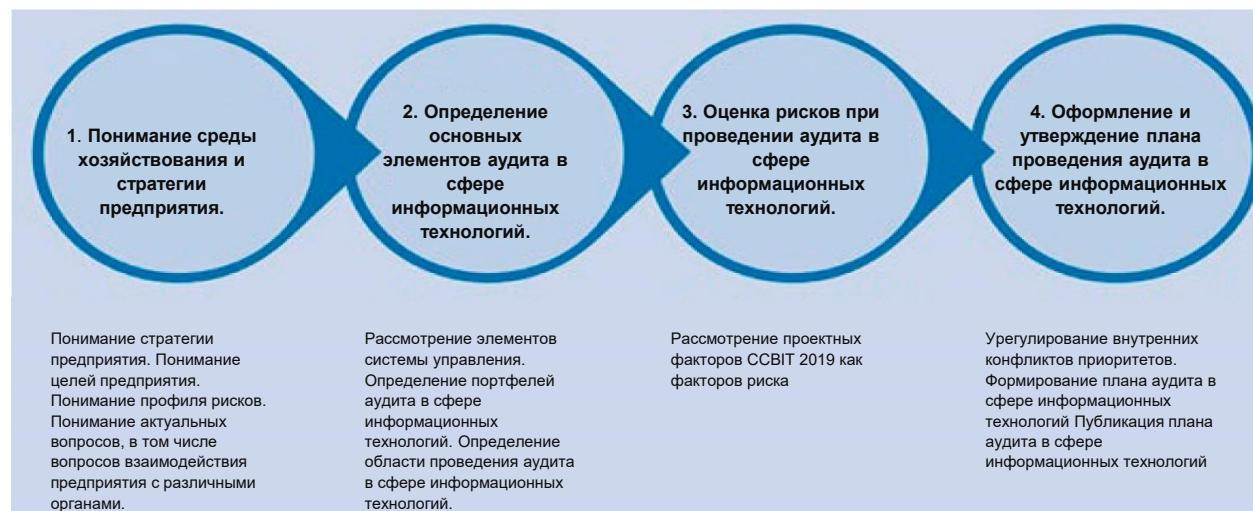 1. Понимание среды
хозяйствования и
стратегии
предприятия.
2. Определение
основных
элементов аудита в
сфере
информационных
технологий.
3. Оценка рисков при
проведении аудита в
сфере
информационных
технологий.
4. Оформление и
утверждение плана
проведения аудита в
сфере информационных
технологий.
Понимание стратегии
предприятия. Понимание
целей предприятия.
Понимание профиля рисков.
Понимание актуальных
вопросов, в том числе
вопросов взаимодействия
предприятия с различными
органами.
Рассмотрение элементов
системы управления.
Определение портфелей
аудита в сфере
информационных
технологий. Определение
области проведения аудита
в сфере информационных
технологий.
Рассмотрение проектных
факторов CCBIT 2019 как
факторов риска
Урегулирование внутренних
конфликтов приоритетов.
Формирование плана аудита в
сфере информационных
технологий Публикация плана
аудита в сфере
информационных технологий